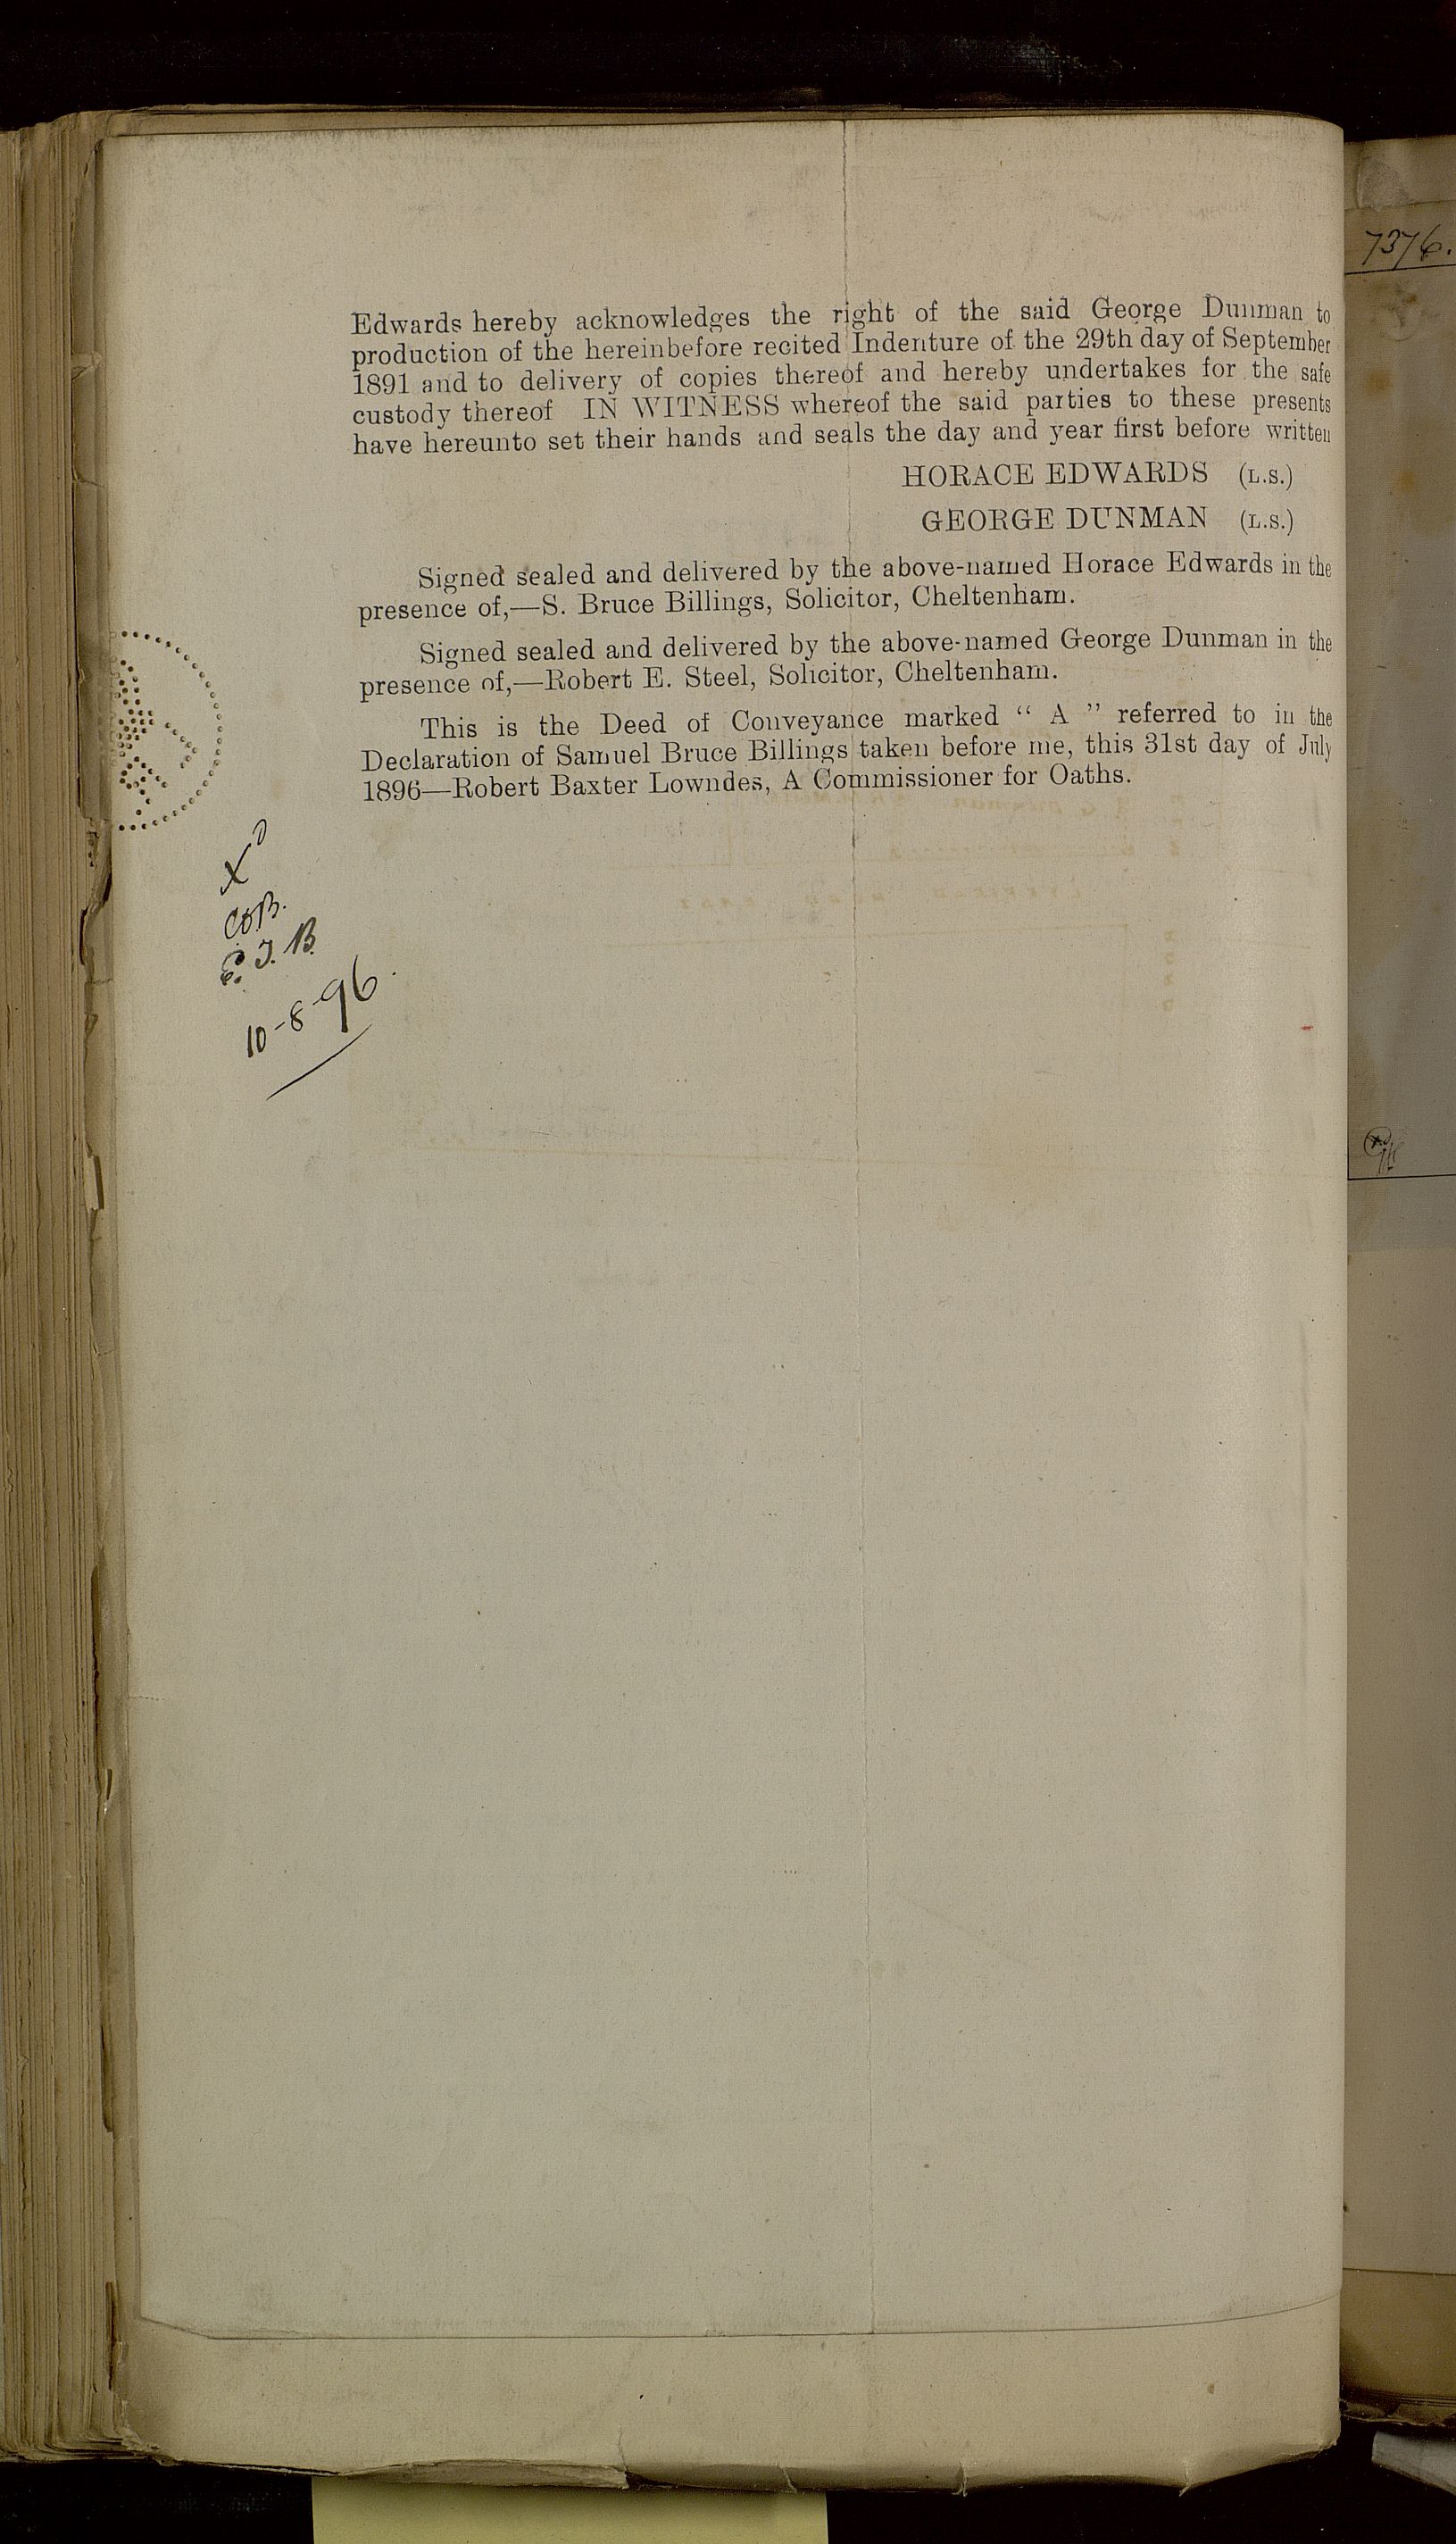 7376.
Edwards hereby acknowledges the right of the said George Dunman to
production of the hereinbefore recited Indenture of the 29th day of September
1891 and to delivery of copies thereof and hereby undertakes for the safe
custody thereof IN WITNESS whereof the said parties to these presents
have hereunto set their hands and seals the day and year first before written
HORACE EDWARDS (L.S.)
GEORGE DUNMAN (L.S.)
Signed sealed and delivered by the above-named Horace Edwards in the
presence of,—S. Bruce Billings, Solicitor, Cheltenham.
Signed sealed and delivered by the above-named George Dunman in the
presence of,—Robert E. Steel, Solicitor, Cheltenham.
This is the Deed of Conveyance marked “ A ” referred to in the
Declaration of Samuel Bruce Billings taken before me, this 31st day of July
1896—Robert Baxter Lowndes, A Commissioner for Oaths.
10-8-96.